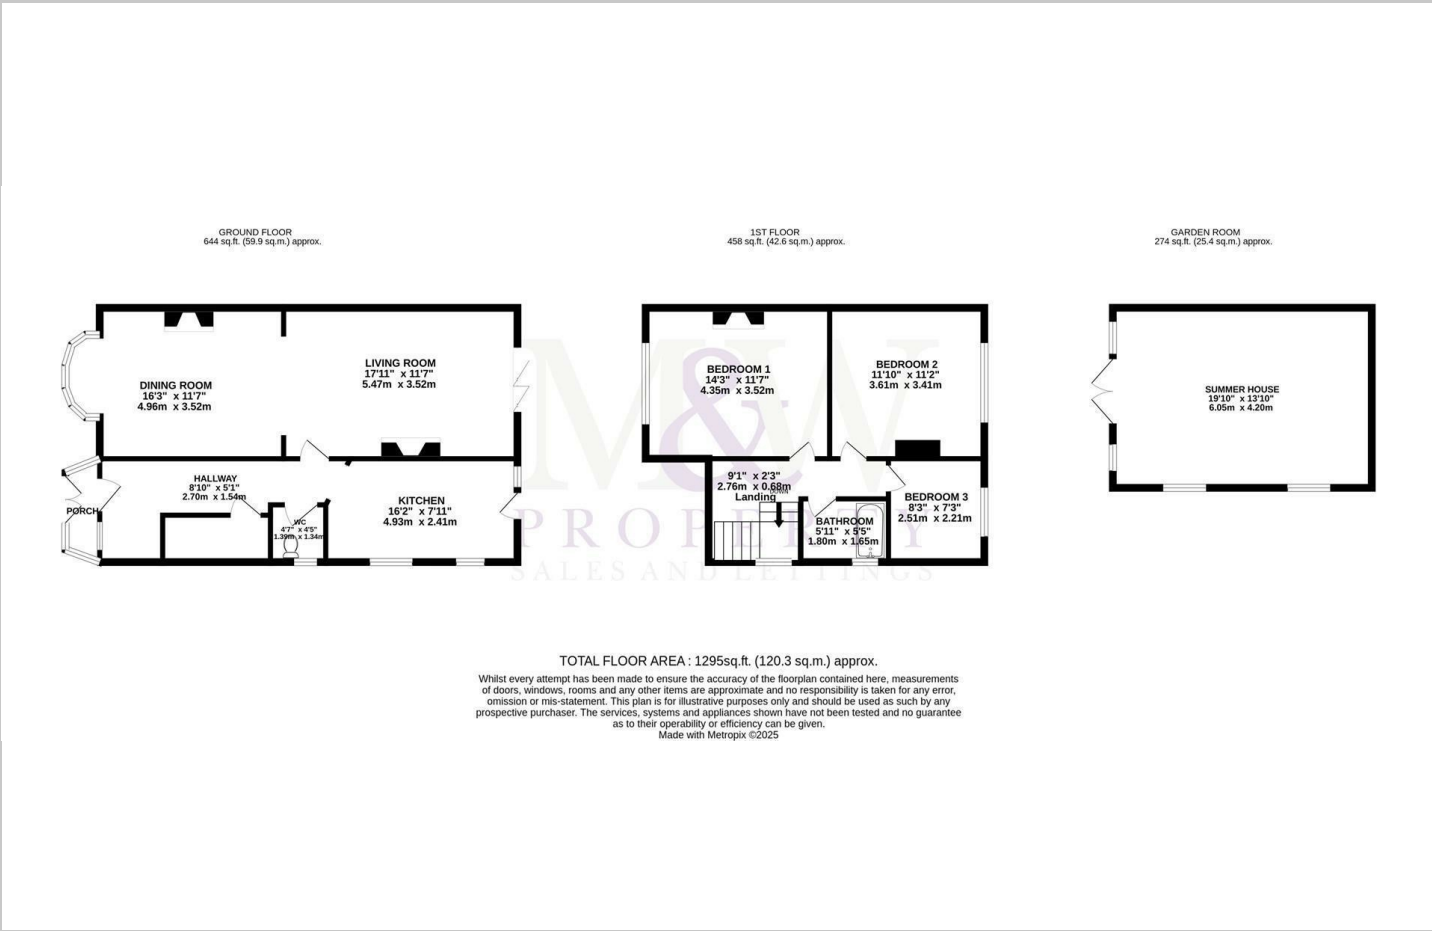 GROUND FLOOR
644 sq.ft. (59.9 sq.m.) approx.
1ST FLOOR
458 sq.ft. (42.6 sq.m.) approx.
GARDEN ROOM
274 sq.ft. (25.4 sq.m.) approx.
DINING ROOM
16'3" x 11'7"
4.96m x 3.52m
LIVING ROOM
17'11" x 11'7"
5.47m x 3.52m
HALLWAY
8'10" x 5'1"
2.70m x 1.54m
PORCH
WC
4'7" x 4'5"
1.39m x 1.34m
KITCHEN
16'2" x 7'11"
4.93m x 2.41m
BEDROOM 1
14'3" x 11'7"
4.35m x 3.52m
BEDROOM 2
11'10" x 11'2"
3.61m x 3.41m
9'1" x 2'3"
2.76m x 0.68m
Landing
DOWN
BATHROOM
5'11" x 5'5"
1.80m x 1.65m
BEDROOM 3
8'3" x 7'3"
2.51m x 2.21m
SUMMER HOUSE
19'10" x 13'10"
6.05m x 4.20m
M&W
PROPERTY
SALES AND LETTINGS
TOTAL FLOOR AREA : 1295sq.ft. (120.3 sq.m.) approx.
Whilst every attempt has been made to ensure the accuracy of the floorplan contained here, measurements
of doors, windows, rooms and any other items are approximate and no responsibility is taken for any error,
omission or mis-statement. This plan is for illustrative purposes only and should be used as such by any
prospective purchaser. The services, systems and appliances shown have not been tested and no guarantee
as to their operability or efficiency can be given.
Made with Metropix ©2025